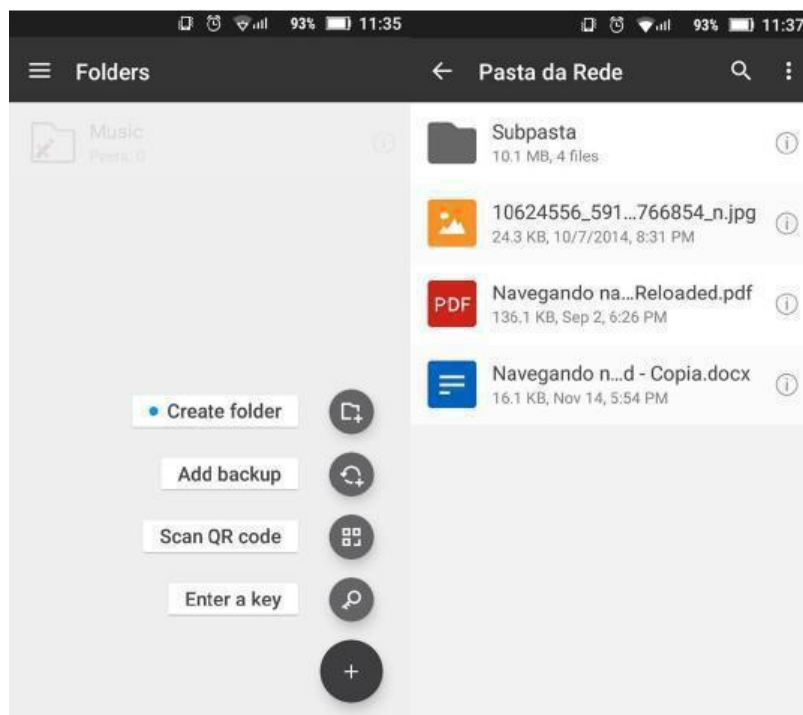 93% 11:35
Folders
Music
Peers: 0
Create folder
Add backup
Scan QR code
Enter a key
93% 11:37
Pasta da Rede
Subpasta
10.1 MB, 4 files
10624556_591...766854_n.jpg
24.3 KB, 10/7/2014, 8:31 PM
PDF
Navegando na...Reloaded.pdf
136.1 KB, Sep 2, 6:26 PM
Navegando n...d - Copia.docx
16.1 KB, Nov 14, 5:54 PM